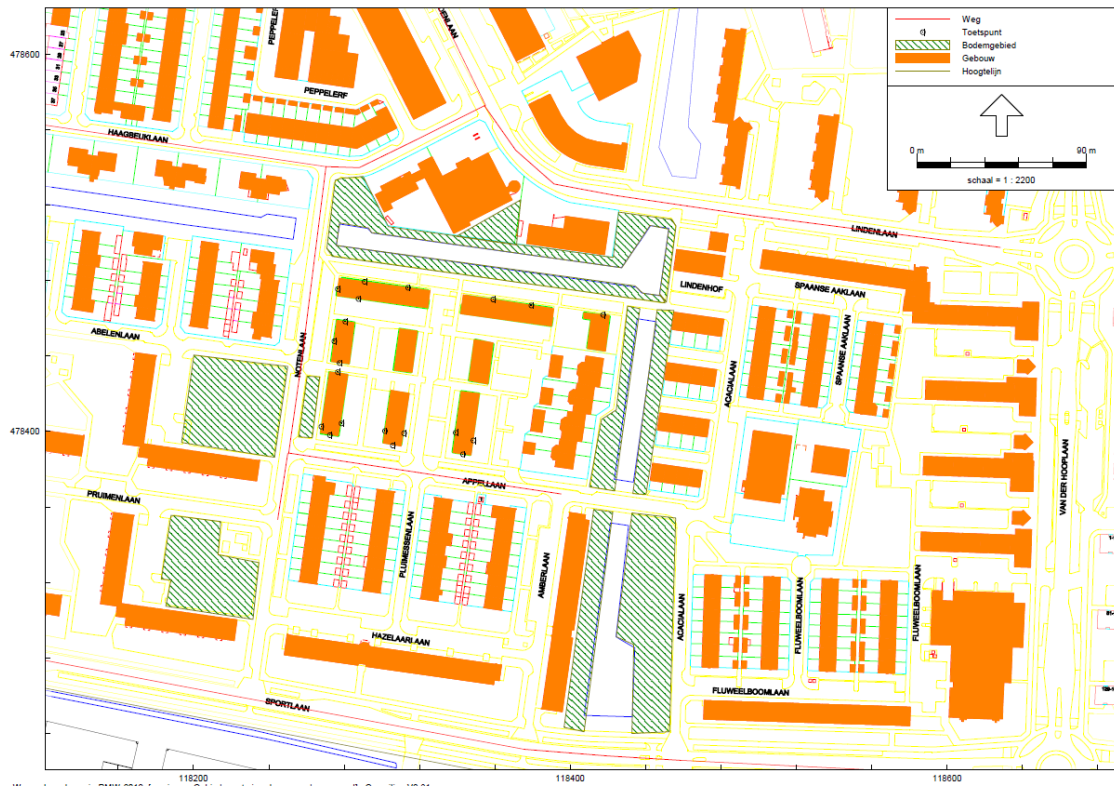 Weg
Toetspunt
Bodemgebied
Gebouw
Hoogtelijn
0 m
90 m
schaal = 1 : 2200
478600
478400
118200
118400
118600
PEPPELERF
HAAGBEUKLAAN
LINDENLAAN
LINDENHOF
SPAANSE AAKLAAN
SPAANSE AAKLAAN
ABELENLAAN
NOTENLAAN
ACACIALAAN
VAN DER HOOPLAAN
APPELLAAN
PRUIMENLAAN
PLUIMESSENLAAN
AMBERLAAN
ACACIALAAN
FLUWEELBOOMLAAN
FLUWEELBOOMLAAN
HAZELAARLAAN
FLUWEELBOOMLAAN
SPORTLAAN